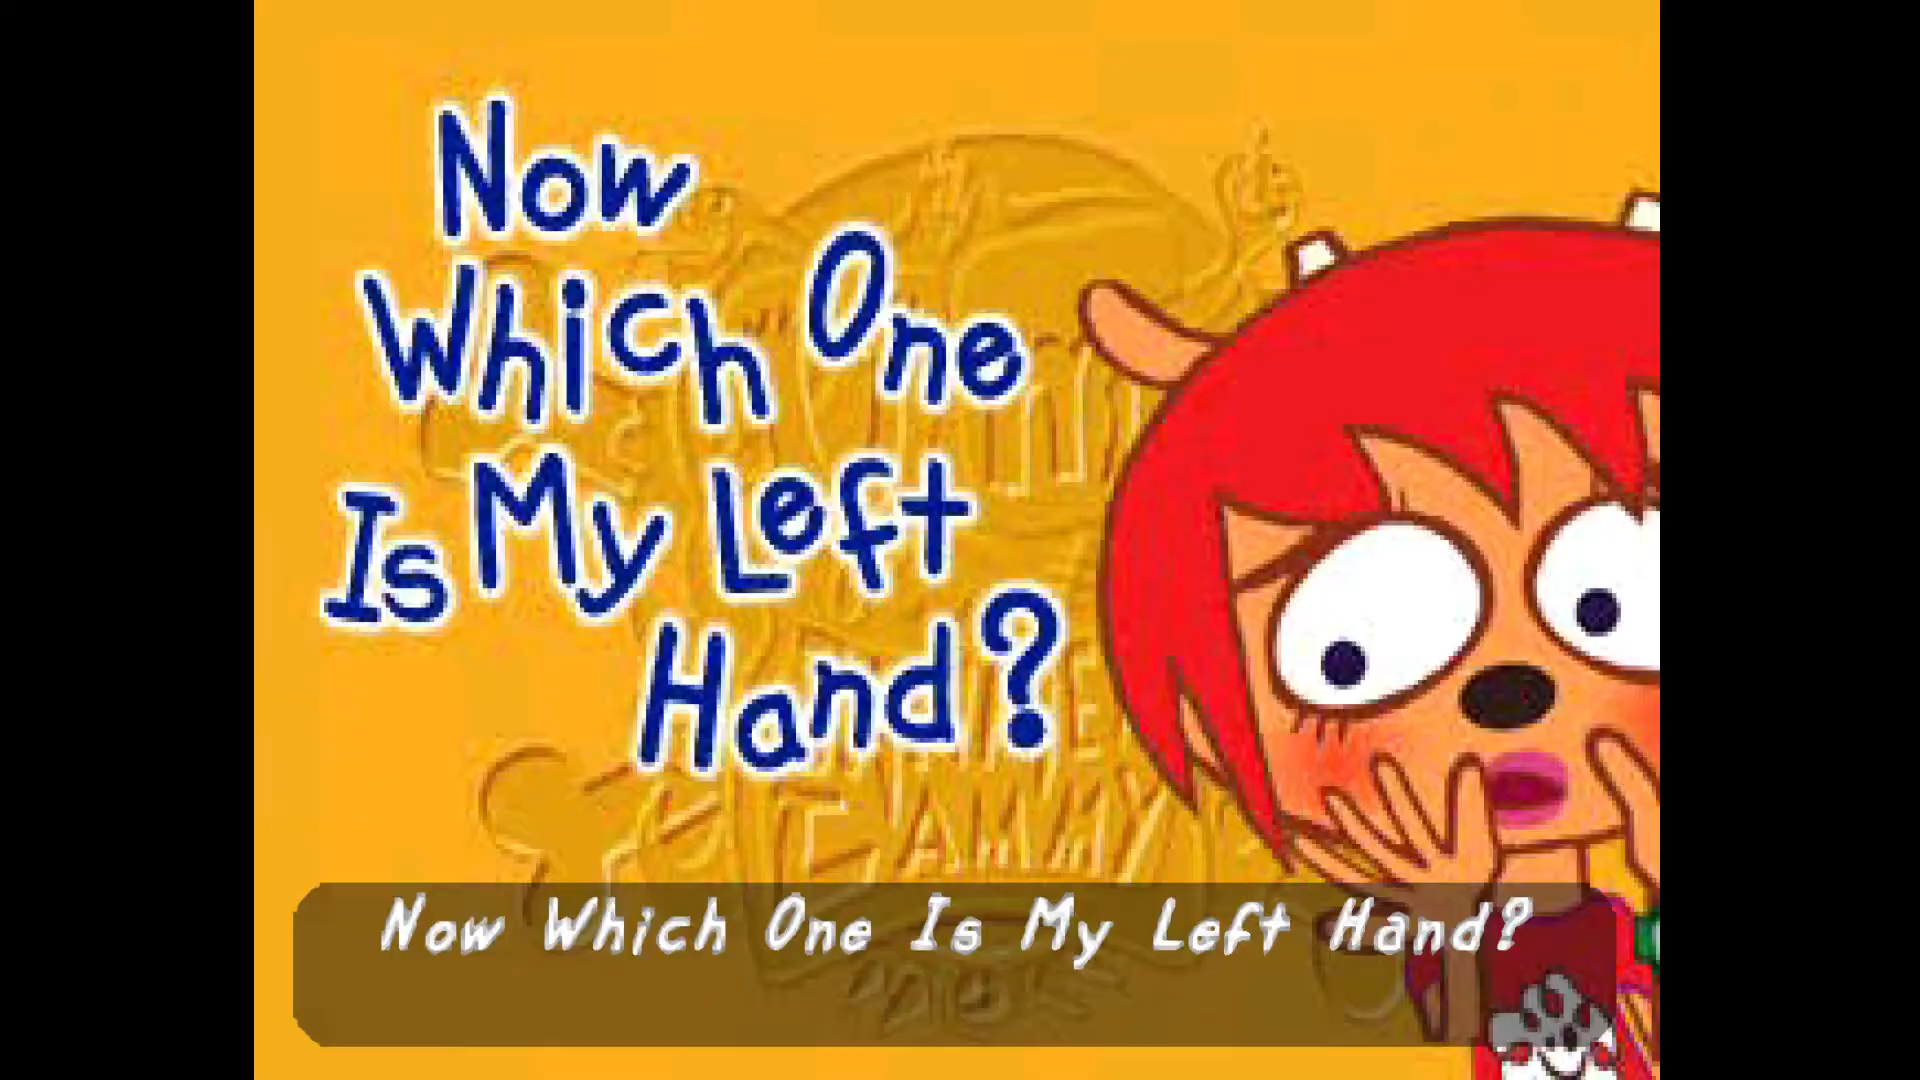 Now
Which One
Is My Left
Hand?
Now Which One Is My Left Hand?